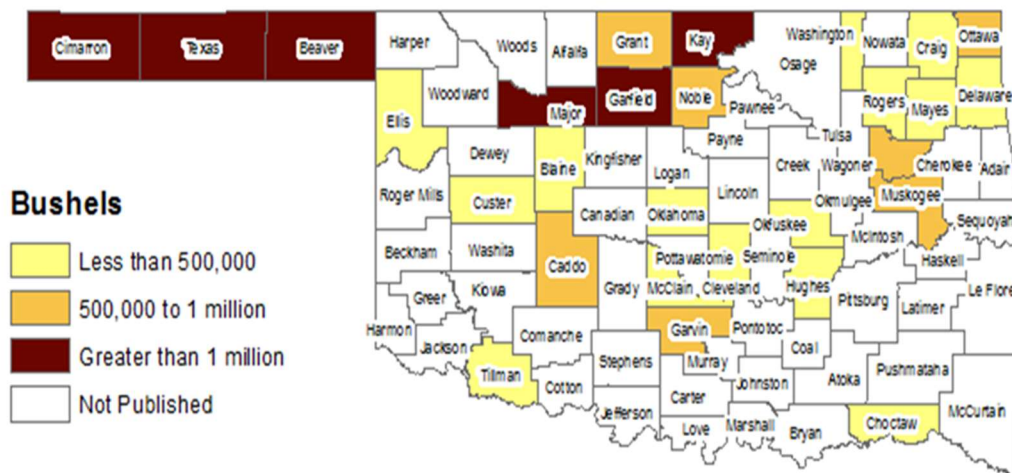 Cimarron
Texas
Beaver
Harper
Woods
Alfalfa
Grant
Kay
Washington
Nowata
Craig
Ottawa
Osage
Woodward
Ellis
Major
Garfield
Noble
Pawnee
Rogers
Mayes
Delaware
Dewey
Blaine
Kingfisher
Logan
Payne
Creek
Tulsa
Wagoner
Cherokee
Adair
Roger Mills
Custer
Canadian
Oklahoma
Lincoln
Okfuskee
Okmulgee
Muskogee
Sequoyah
Bushels
Beckham
Washita
Caddo
Grady
Pottawatomie
Seminole
McIntosh
Haskell
Less than 500,000
McClain
Cleveland
Hughes
Pittsburg
Latimer
Le Flore
Greer
Kiowa
500,000 to 1 million
Harmon
Jackson
Comanche
Garvin
Pontotoc
Coal
Greater than 1 million
Tillman
Cotton
Stephens
Murray
Johnston
Atoka
Pushmataha
Not Published
Jefferson
Carter
Love
Marshall
Bryan
Choctaw
McCurtain